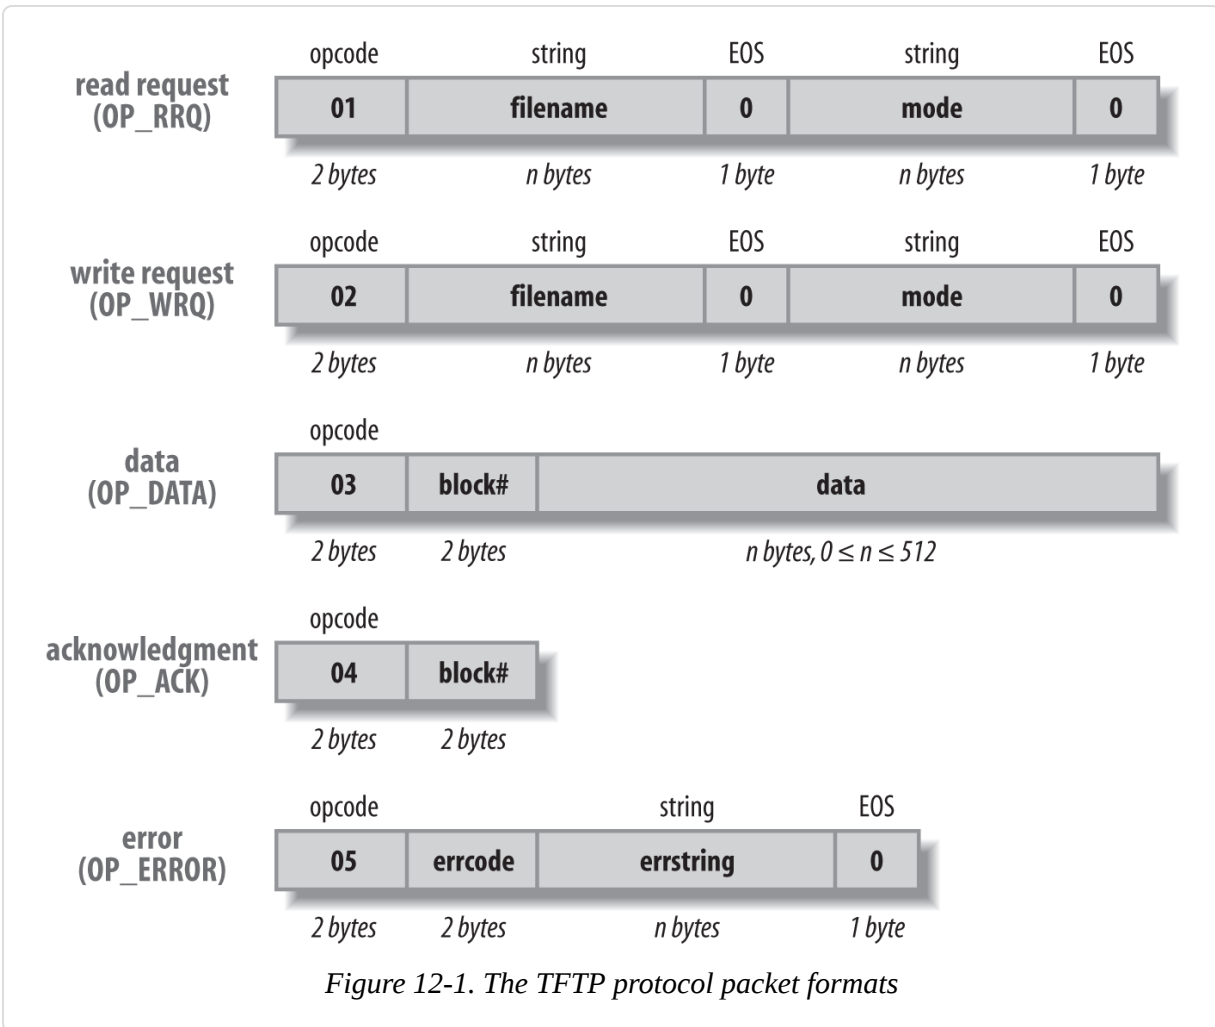 opcode string EOS string EOS
read request
(OP_RRQ)
01 filename 0 mode 0
2 bytes n bytes 1 byte n bytes 1 byte
opcode string EOS string EOS
write request
(OP_WRQ)
02 filename 0 mode 0
2 bytes n bytes 1 byte n bytes 1 byte
opcode
data
(OP_DATA)
03 block# data
2 bytes 2 bytes n bytes, 0 ≤ n ≤ 512
opcode
acknowledgment
(OP_ACK)
04 block#
2 bytes 2 bytes
opcode string EOS
error
(OP_ERROR)
05 errcode errstring 0
2 bytes 2 bytes n bytes 1 byte
Figure 12-1. The TFTP protocol packet formats